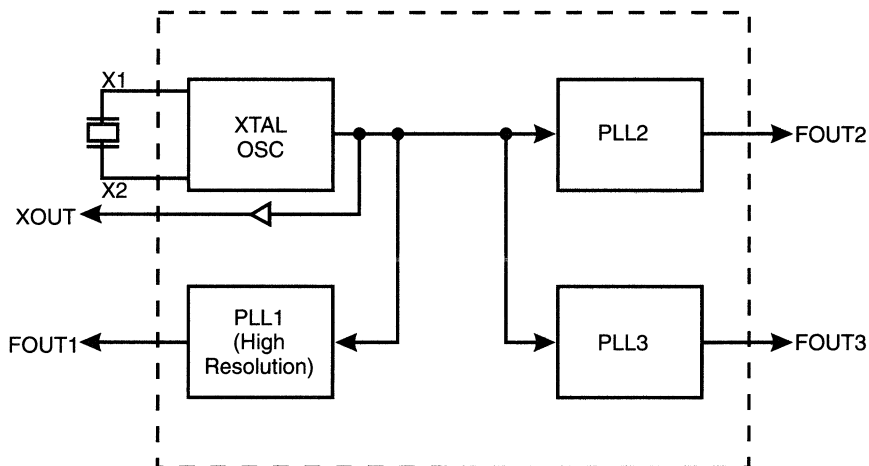 X1
XTAL
OSC
PLL2
FOUT2
X2
XOUT
PLL1
(High
Resolution)
FOUT1
PLL3
FOUT3